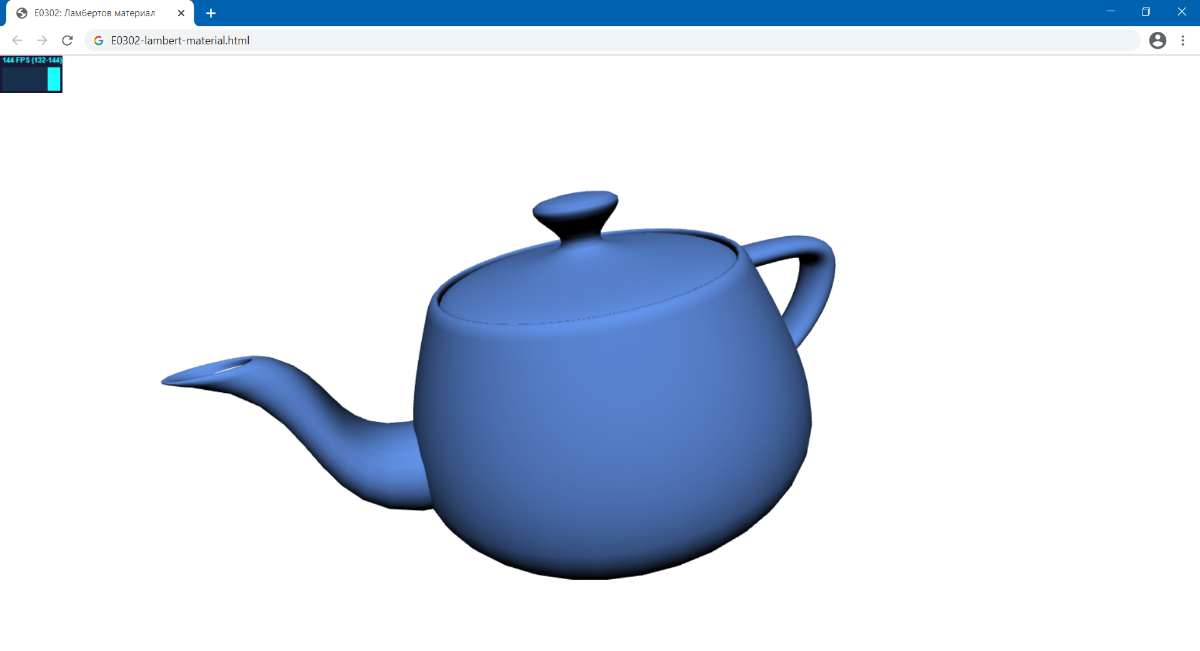 E0302: Ламбертов материал
E0302-lambert-material.html
144 FPS (132-144)